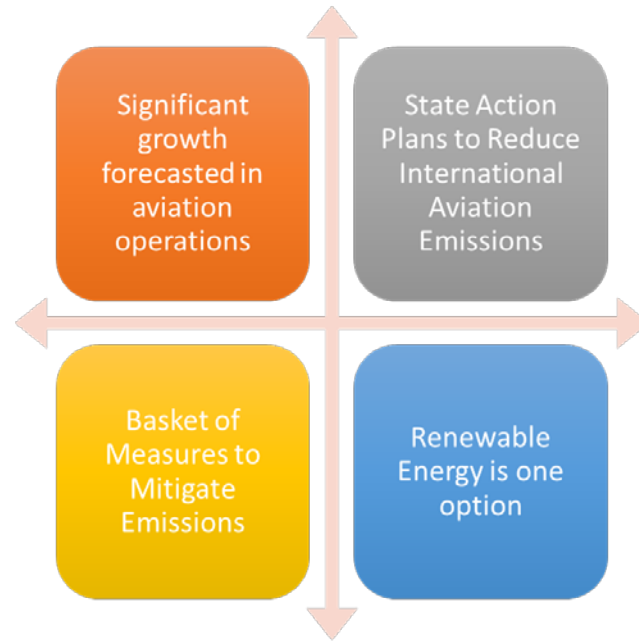 Significant
growth
forecasted in
aviation
operations
State Action
Plans to Reduce
International
Aviation
Emissions
Basket of
Measures to
Mitigate
Emissions
Renewable
Energy is one
option